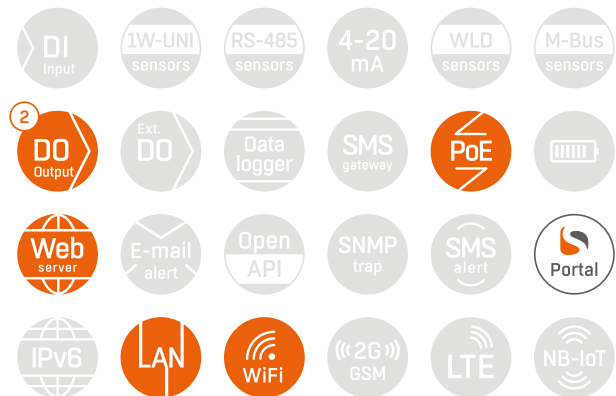 DI
Input
1W-UNI
sensors
RS-485
sensors
4-20
mA
WLD
sensors
M-Bus
sensors
2
DO
Output
Ext.
DO
Data
logger
SMS
gateway
PoE
Web
server
E-mail
alert
Open
API
SNMP
trap
SMS
alert
Portal
IPv6
LAN
WiFi
2G
GSM
LTE
NB-IoT